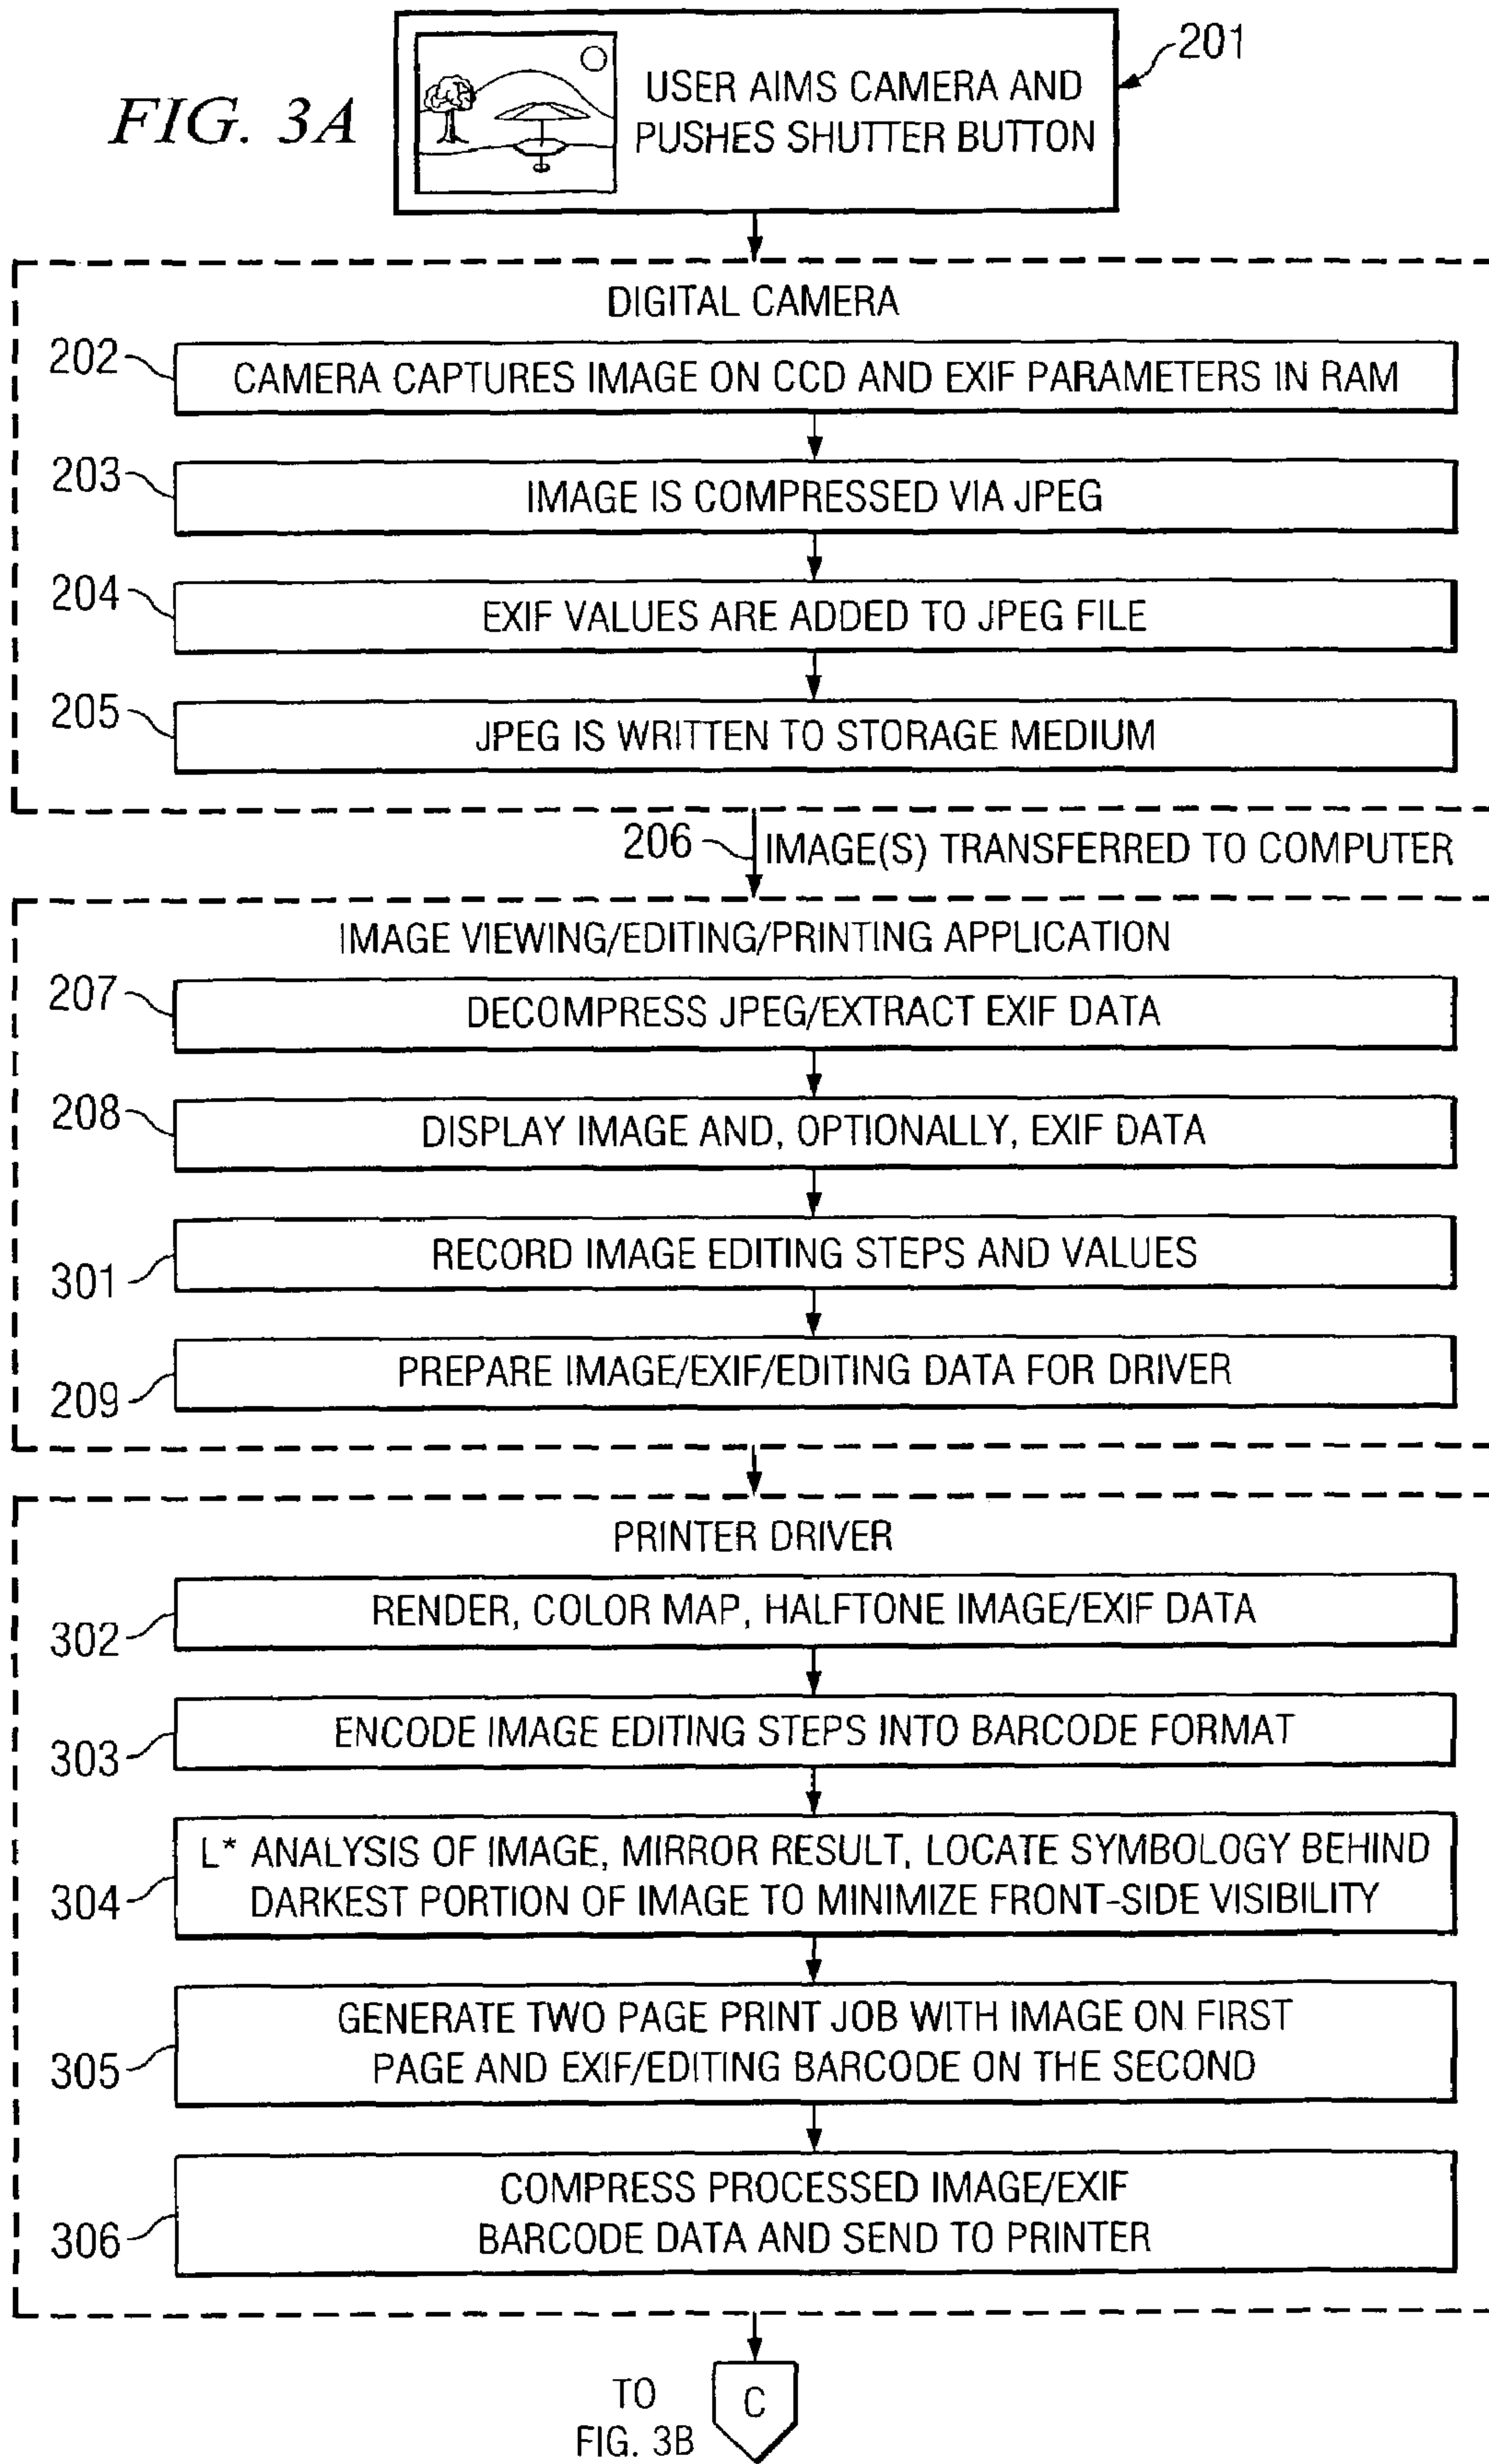 FIG. 3A
USER AIMS CAMERA AND
PUSHES SHUTTER BUTTON
201
DIGITAL CAMERA
202
CAMERA CAPTURES IMAGE ON CCD AND EXIF PARAMETERS IN RAM
203
IMAGE IS COMPRESSED VIA JPEG
204
EXIF VALUES ARE ADDED TO JPEG FILE
205
JPEG IS WRITTEN TO STORAGE MEDIUM
206
IMAGE(S) TRANSFERRED TO COMPUTER
IMAGE VIEWING/EDITING/PRINTING APPLICATION
207
DECOMPRESS JPEG/EXTRACT EXIF DATA
208
DISPLAY IMAGE AND, OPTIONALLY, EXIF DATA
301
RECORD IMAGE EDITING STEPS AND VALUES
209
PREPARE IMAGE/EXIF/EDITING DATA FOR DRIVER
PRINTER DRIVER
302
RENDER, COLOR MAP, HALFTONE IMAGE/EXIF DATA
303
ENCODE IMAGE EDITING STEPS INTO BARCODE FORMAT
304
L* ANALYSIS OF IMAGE, MIRROR RESULT, LOCATE SYMBOLOGY BEHIND
DARKEST PORTION OF IMAGE TO MINIMIZE FRONT-SIDE VISIBILITY
305
GENERATE TWO PAGE PRINT JOB WITH IMAGE ON FIRST
PAGE AND EXIF/EDITING BARCODE ON THE SECOND
306
COMPRESS PROCESSED IMAGE/EXIF
BARCODE DATA AND SEND TO PRINTER
TO
FIG. 3B
C